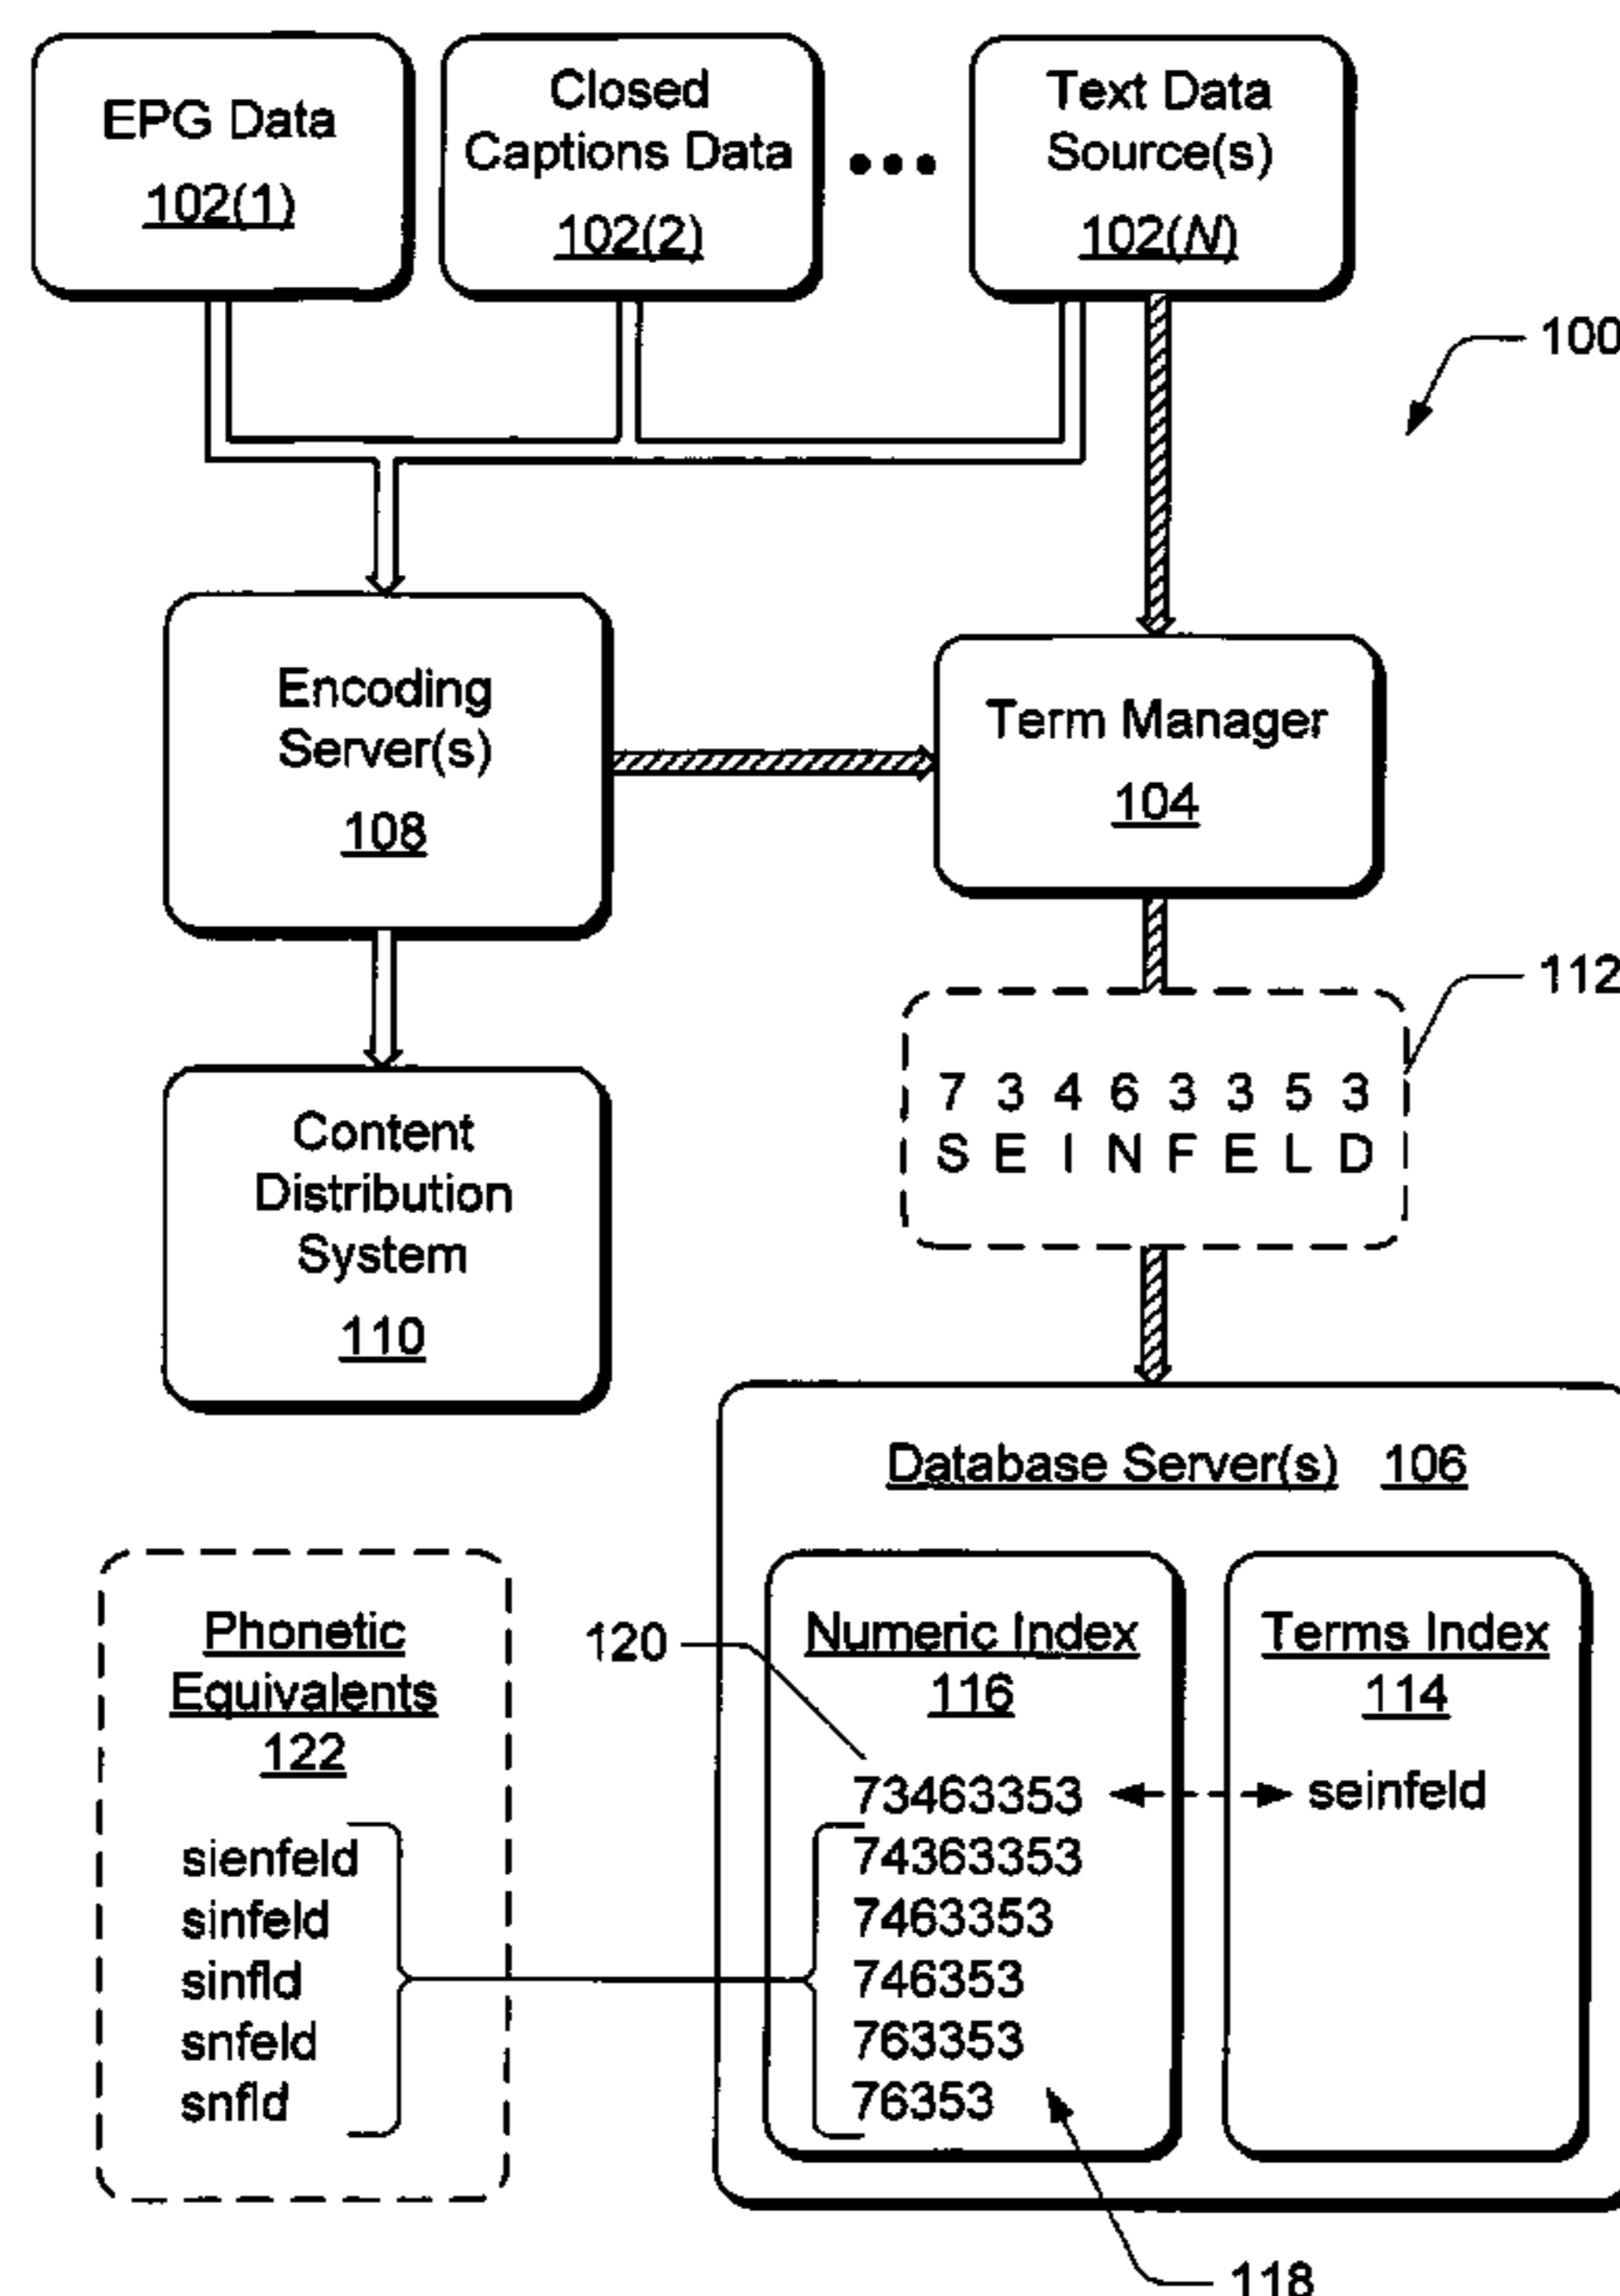 EPG Data
102(1)
Closed
Captions Data
102(2)
•••
Text Data
Source(s)
102(N)
100
Encoding
Server(s)
108
Term Manager
104
112
7 3 4 6 3 3 5 3
S E I N F E L D
Content
Distribution
System
110
Database Server(s) 106
Phonetic
Equivalents
122
sienfeld
sinfeld
sinfld
snfeld
snfld
120
Numeric Index
116
73463353
74363353
7463353
746353
763353
76353
Terms Index
114
seinfeld
118